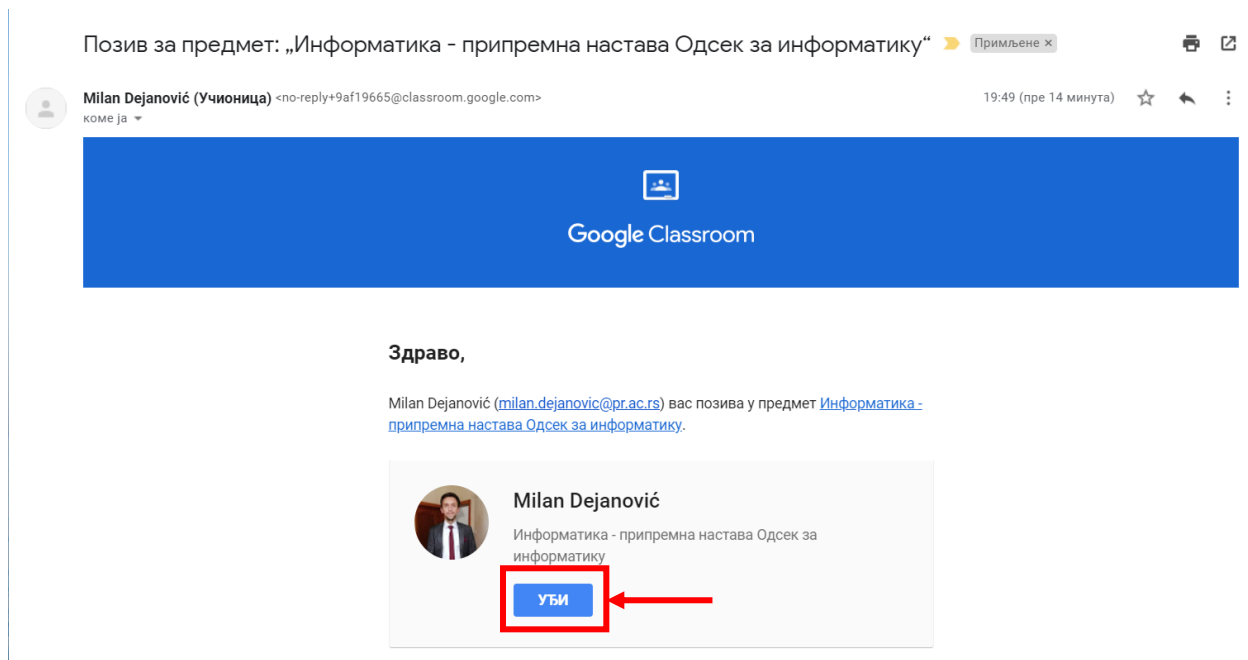 Позив за предмет: „Информатика - припремна настава Одсек за информатику“ Примљене ×
Milan Dejanović (Учионица) <no-reply+9af19665@classroom.google.com> 19:49 (пре 14 минута)
коме ја
Google Classroom
Здраво,
Milan Dejanović (milan.dejanovic@pr.ac.rs) вас позива у предмет Информатика -
припремна настава Одсек за информатику.
Milan Dejanović
Информатика - припремна настава Одсек за
информатику
УЂИ